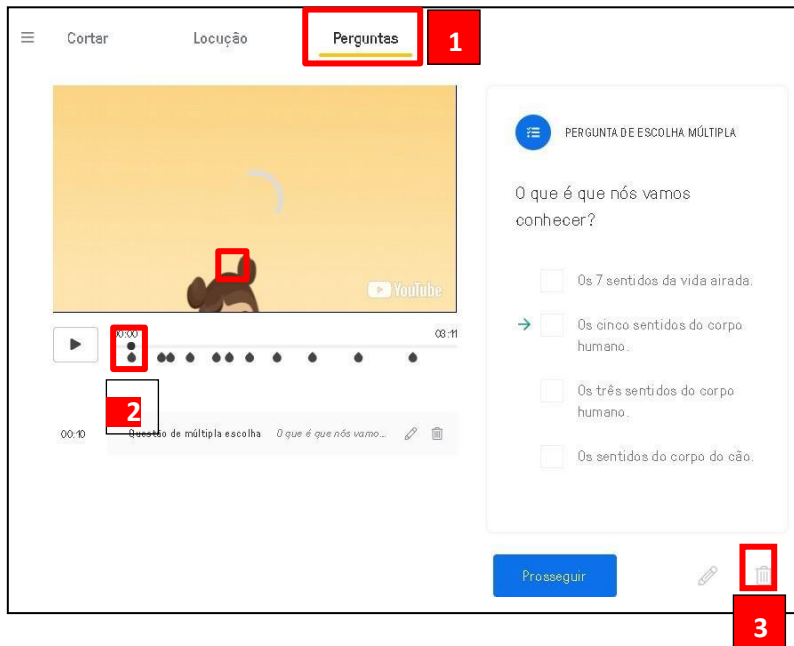 Cortar Locução Perguntas 1
PERGUNTA DE ESCOLHA MÚLTIPLA
O que é que nós vamos
conhecer?
Os 7 sentidos da vida airada.
Os cinco sentidos do corpo
humano.
Os três sentidos do corpo
humano.
Os sentidos do corpo do cão.
YouTube
00:00 03:11
2
00:10 Questão de múltipla escolha O que é que nós vamo...
Prosseguir
3